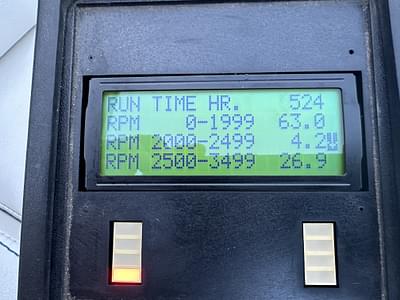 RUN TIME HR. 524
RPM 0-1999 63.0
RPM 2000-2499 4.2
RPM 2500-3499 26.9